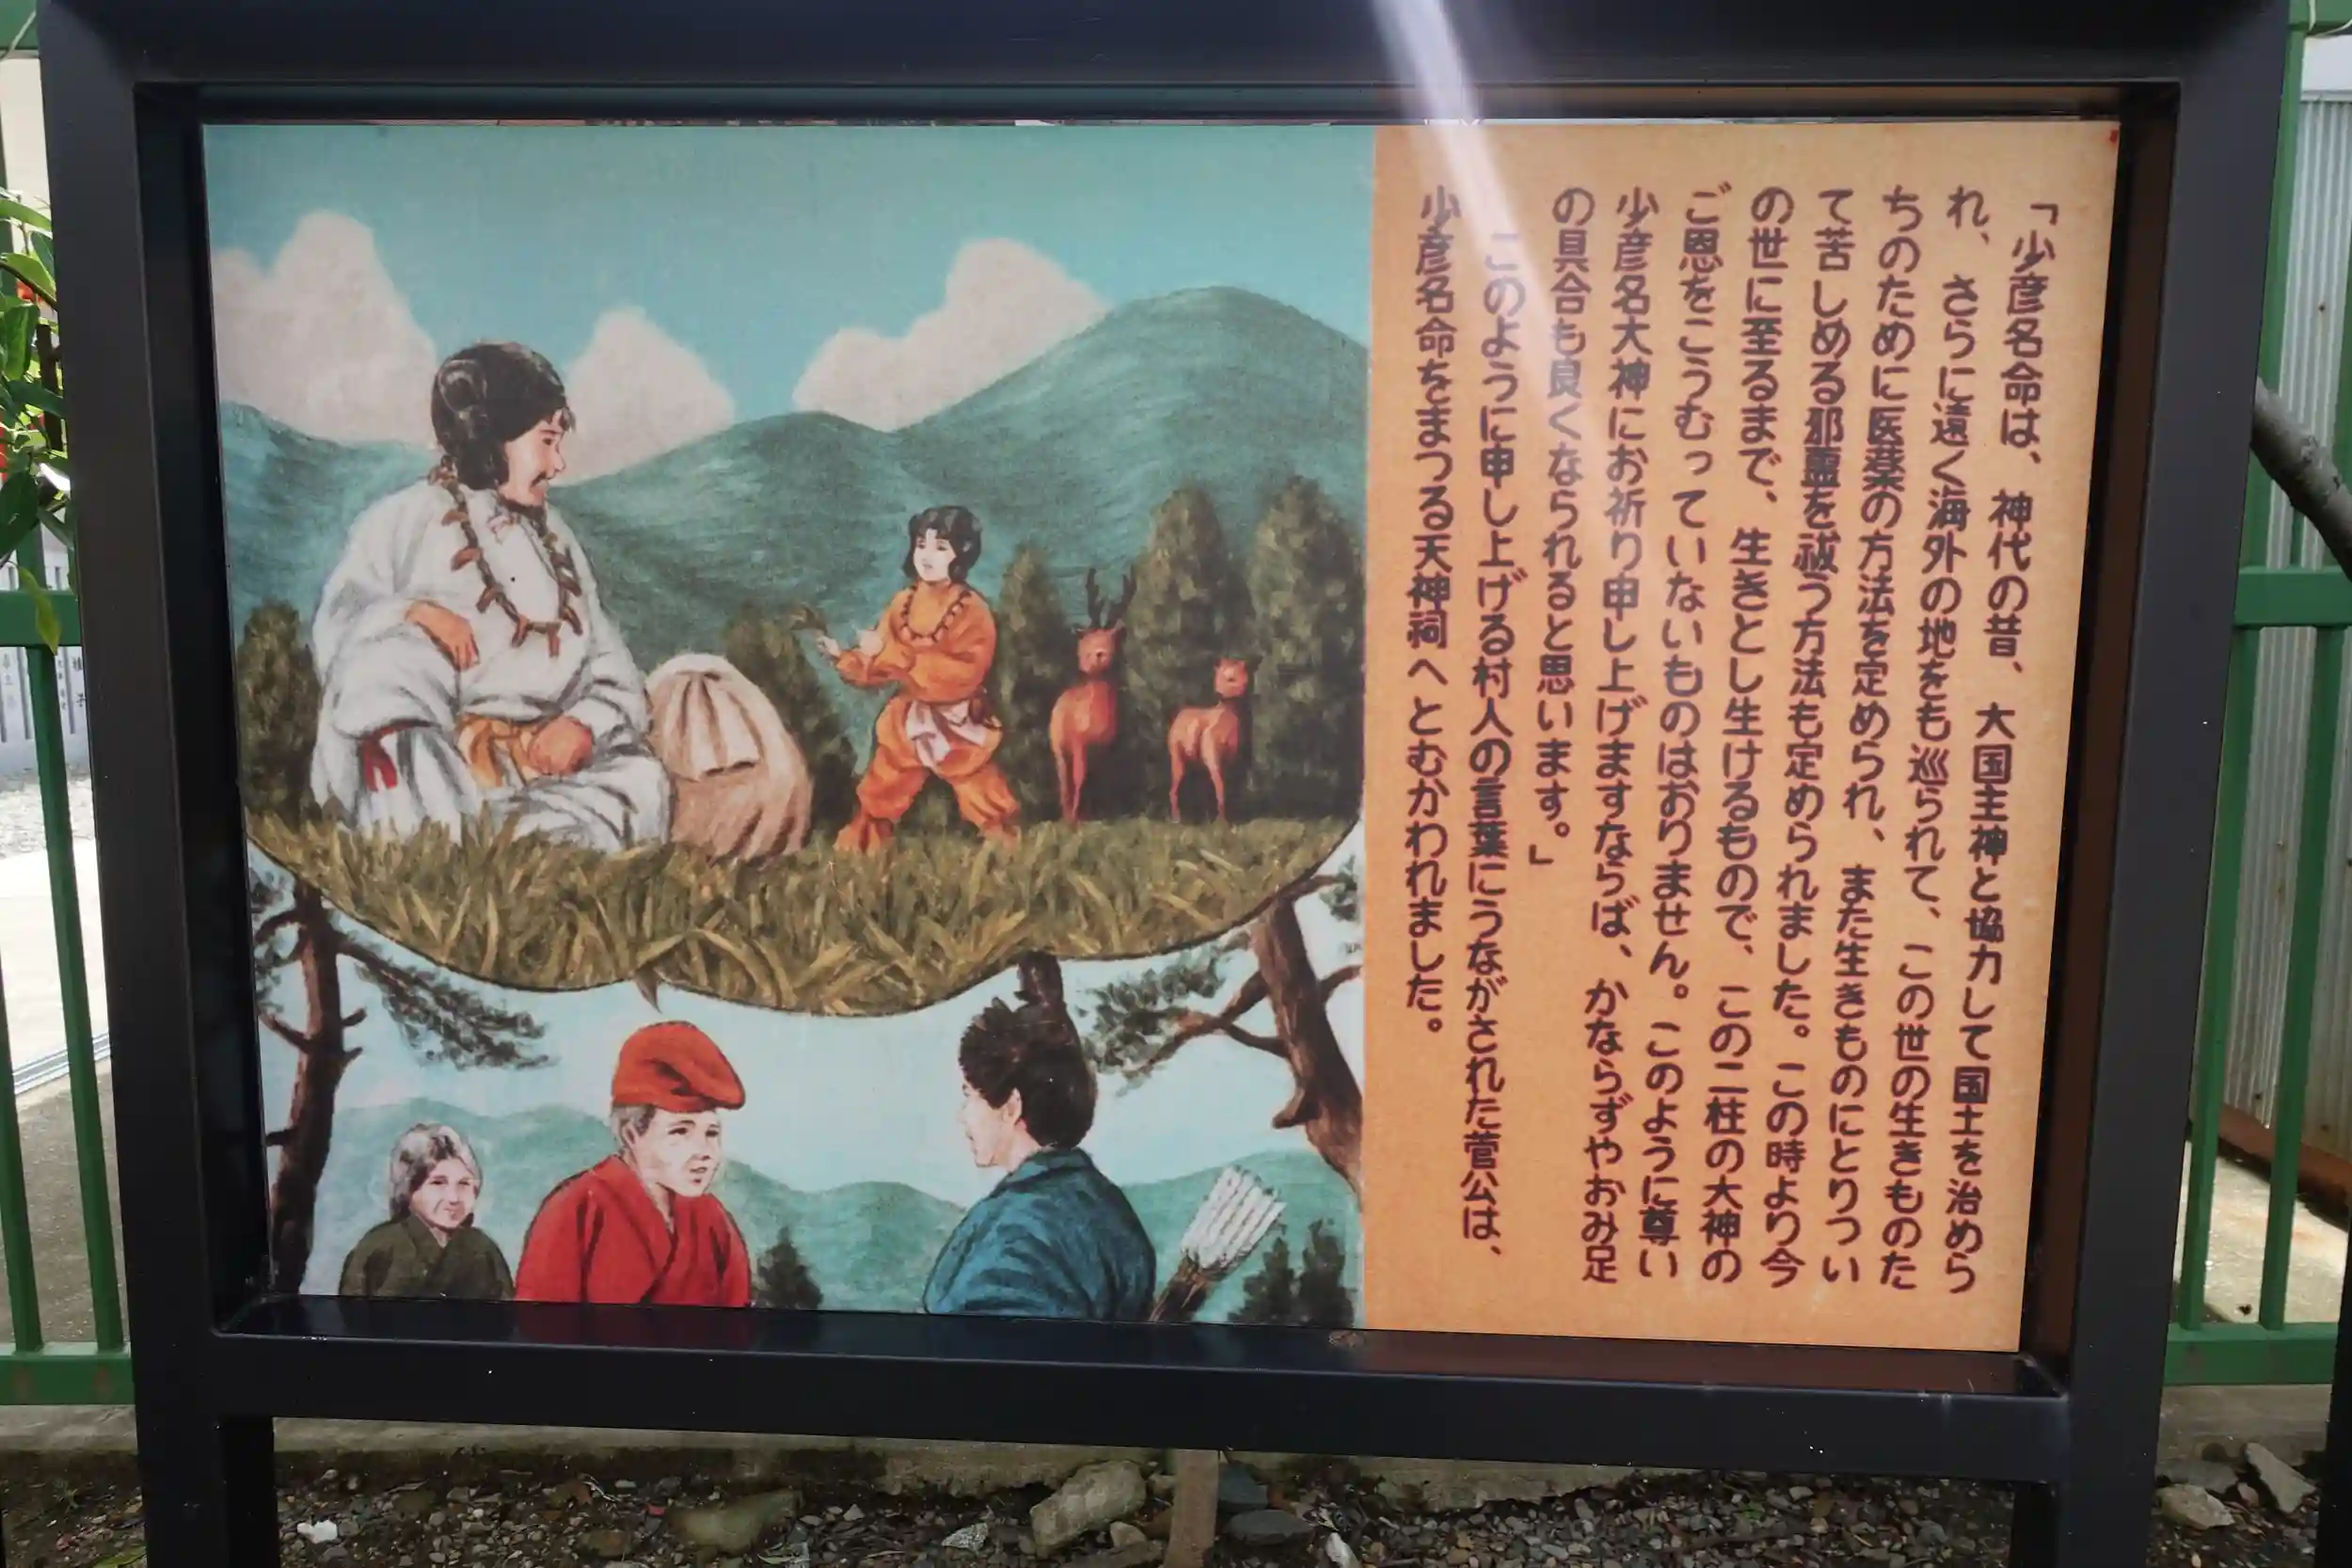 「少彦名命は、神代の昔、大国主神と協力して国土を治めら
れ、さらに遠く海外の地をも巡られて、この世の生きものた
ちのために医薬の方法を定められ、また生きものにとりつい
て苦しめる邪蠱を祓う方法も定められました。この時より今
の世に至るまで、生きとし生けるもので、この二柱の大神の
ご恩をこうむっていないものはおりません。このように尊い
少彦名大神にお祈り申し上げますならば、かならずやおみ足
の具合も良くなられると思います。」
このように申し上げる村人の言葉にうながされた菅公は、
少彦名命をまつる天神祠へとむかわれました。